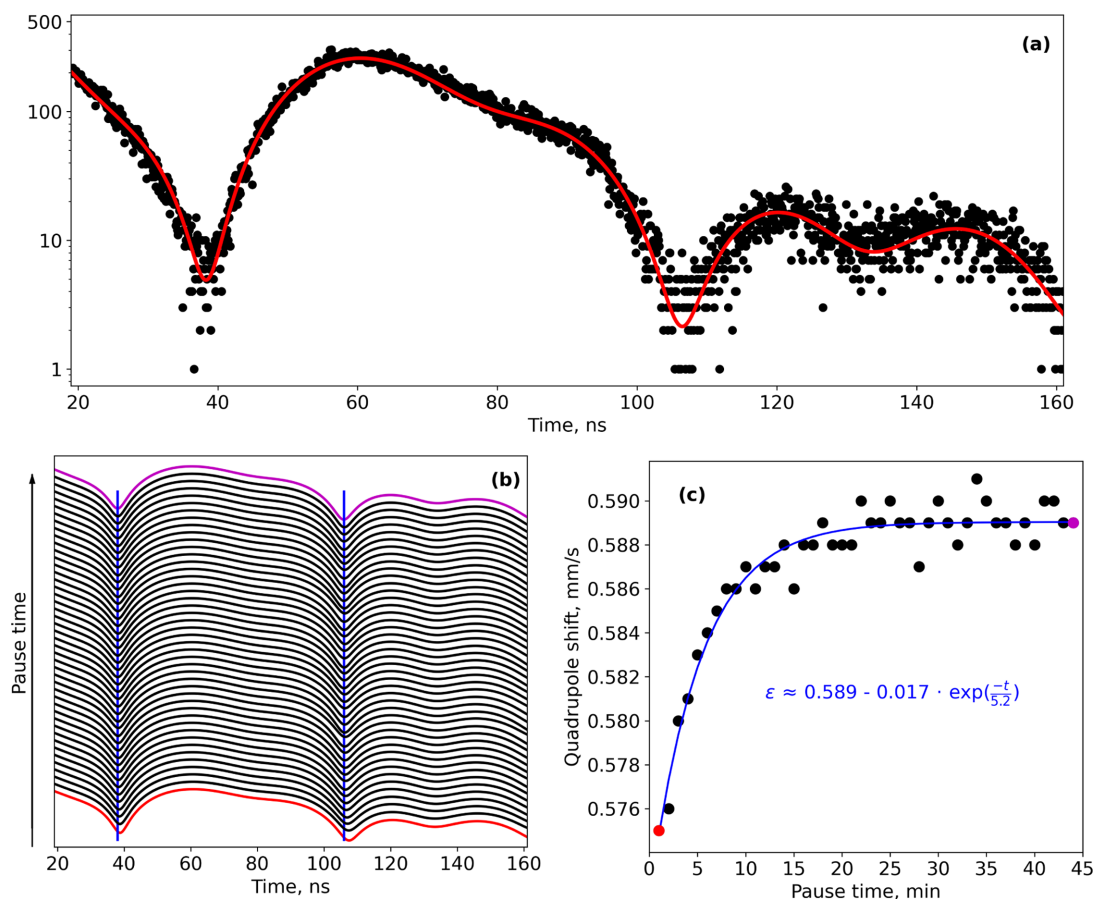 (a)
500
100
10
1
20 40 60 80 100 120 140 160
Time, ns
(b)
Pause time
20 40 60 80 100 120 140 160
Time, ns
(c)
0.590
0.588
0.586
0.584
0.582
0.580
0.578
0.576
Quadrupole shift, mm/s
ε ≈ 0.589 - 0.017 · exp(-t/5.2)
0 5 10 15 20 25 30 35 40 45
Pause time, min